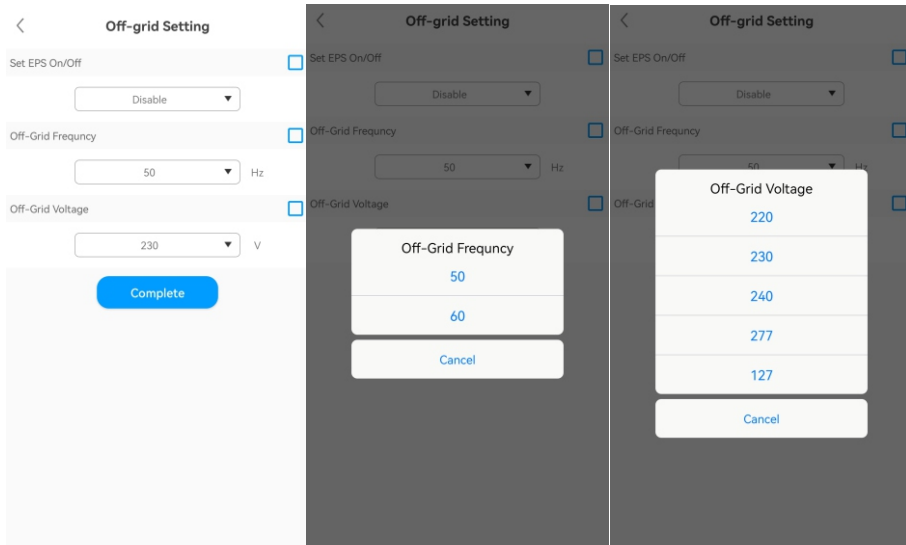 Off-grid Setting
Set EPS On/Off
Disable
Off-Grid Frequncy
50 Hz
Off-Grid Voltage
230 V
Complete
Off-grid Setting
Set EPS On/Off
Disable
Off-Grid Frequncy
50 Hz
Off-Grid Voltage
Off-Grid Frequncy
50
60
Cancel
Off-grid Setting
Set EPS On/Off
Disable
Off-Grid Frequncy
50 Hz
Off-Grid
Off-Grid Voltage
220
230
240
277
127
Cancel